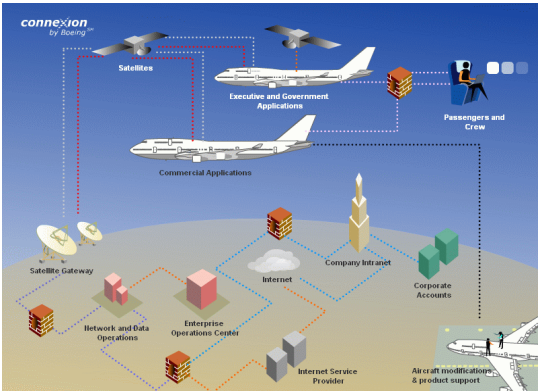 connexion
by Boeing SM
Satellites
Executive and Government
Applications
Passengers and
Crew
Commercial Applications
Satellite Gateway
Internet
Company Intranet
Corporate
Accounts
Network and Data
Operations
Enterprise
Operations Center
Internet Service
Provider
Aircraft modifications
& product support